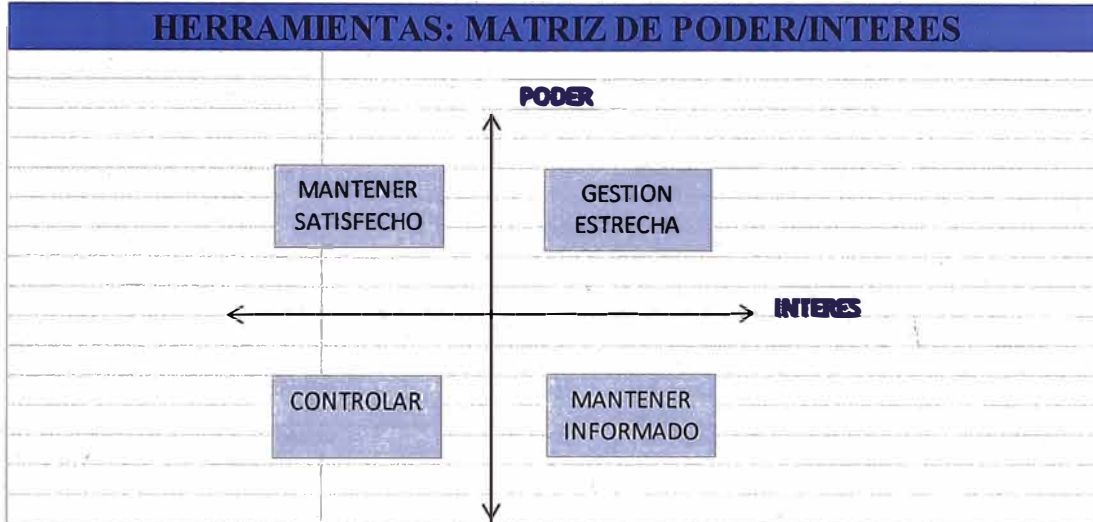 HERRAMIENTAS: MATRIZ DE PODER/INTERES
PODER
MANTENER
SATISFECHO
GESTION
ESTRECHA
INTERES
CONTROLAR
MANTENER
INFORMADO